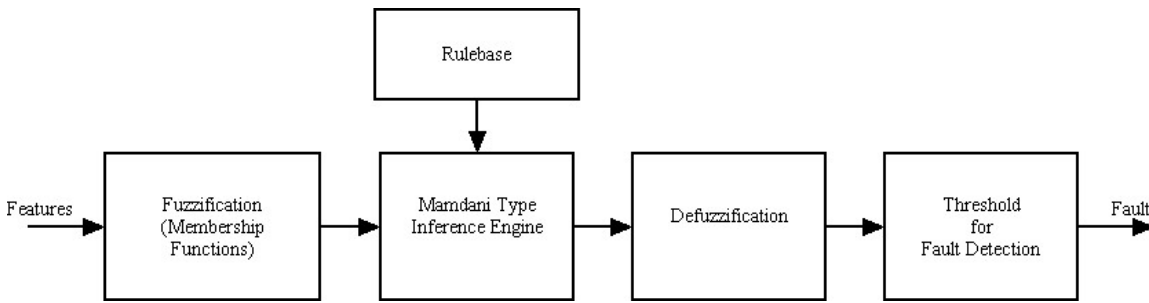 Rulebase
Features
Fuzzification
(Membership
Functions)
Mamdani Type
Inference Engine
Defuzzification
Threshold
for
Fault Detection
Fault